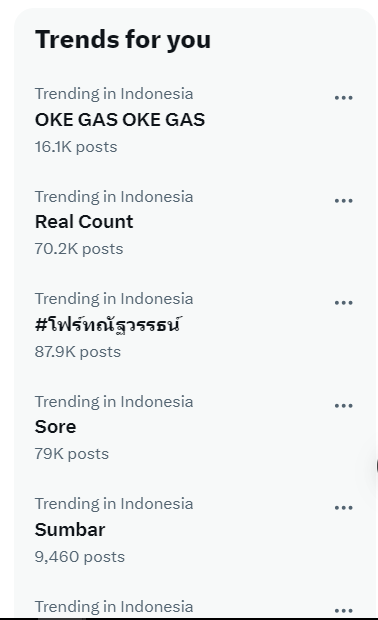 Trends for you
Trending in Indonesia
OKE GAS OKE GAS
16.1K posts
Trending in Indonesia
Real Count
70.2K posts
Trending in Indonesia
#โฟร์ทณัฐวรรธน์
87.9K posts
Trending in Indonesia
Sore
79K posts
Trending in Indonesia
Sumbar
9,460 posts
Trending in Indonesia